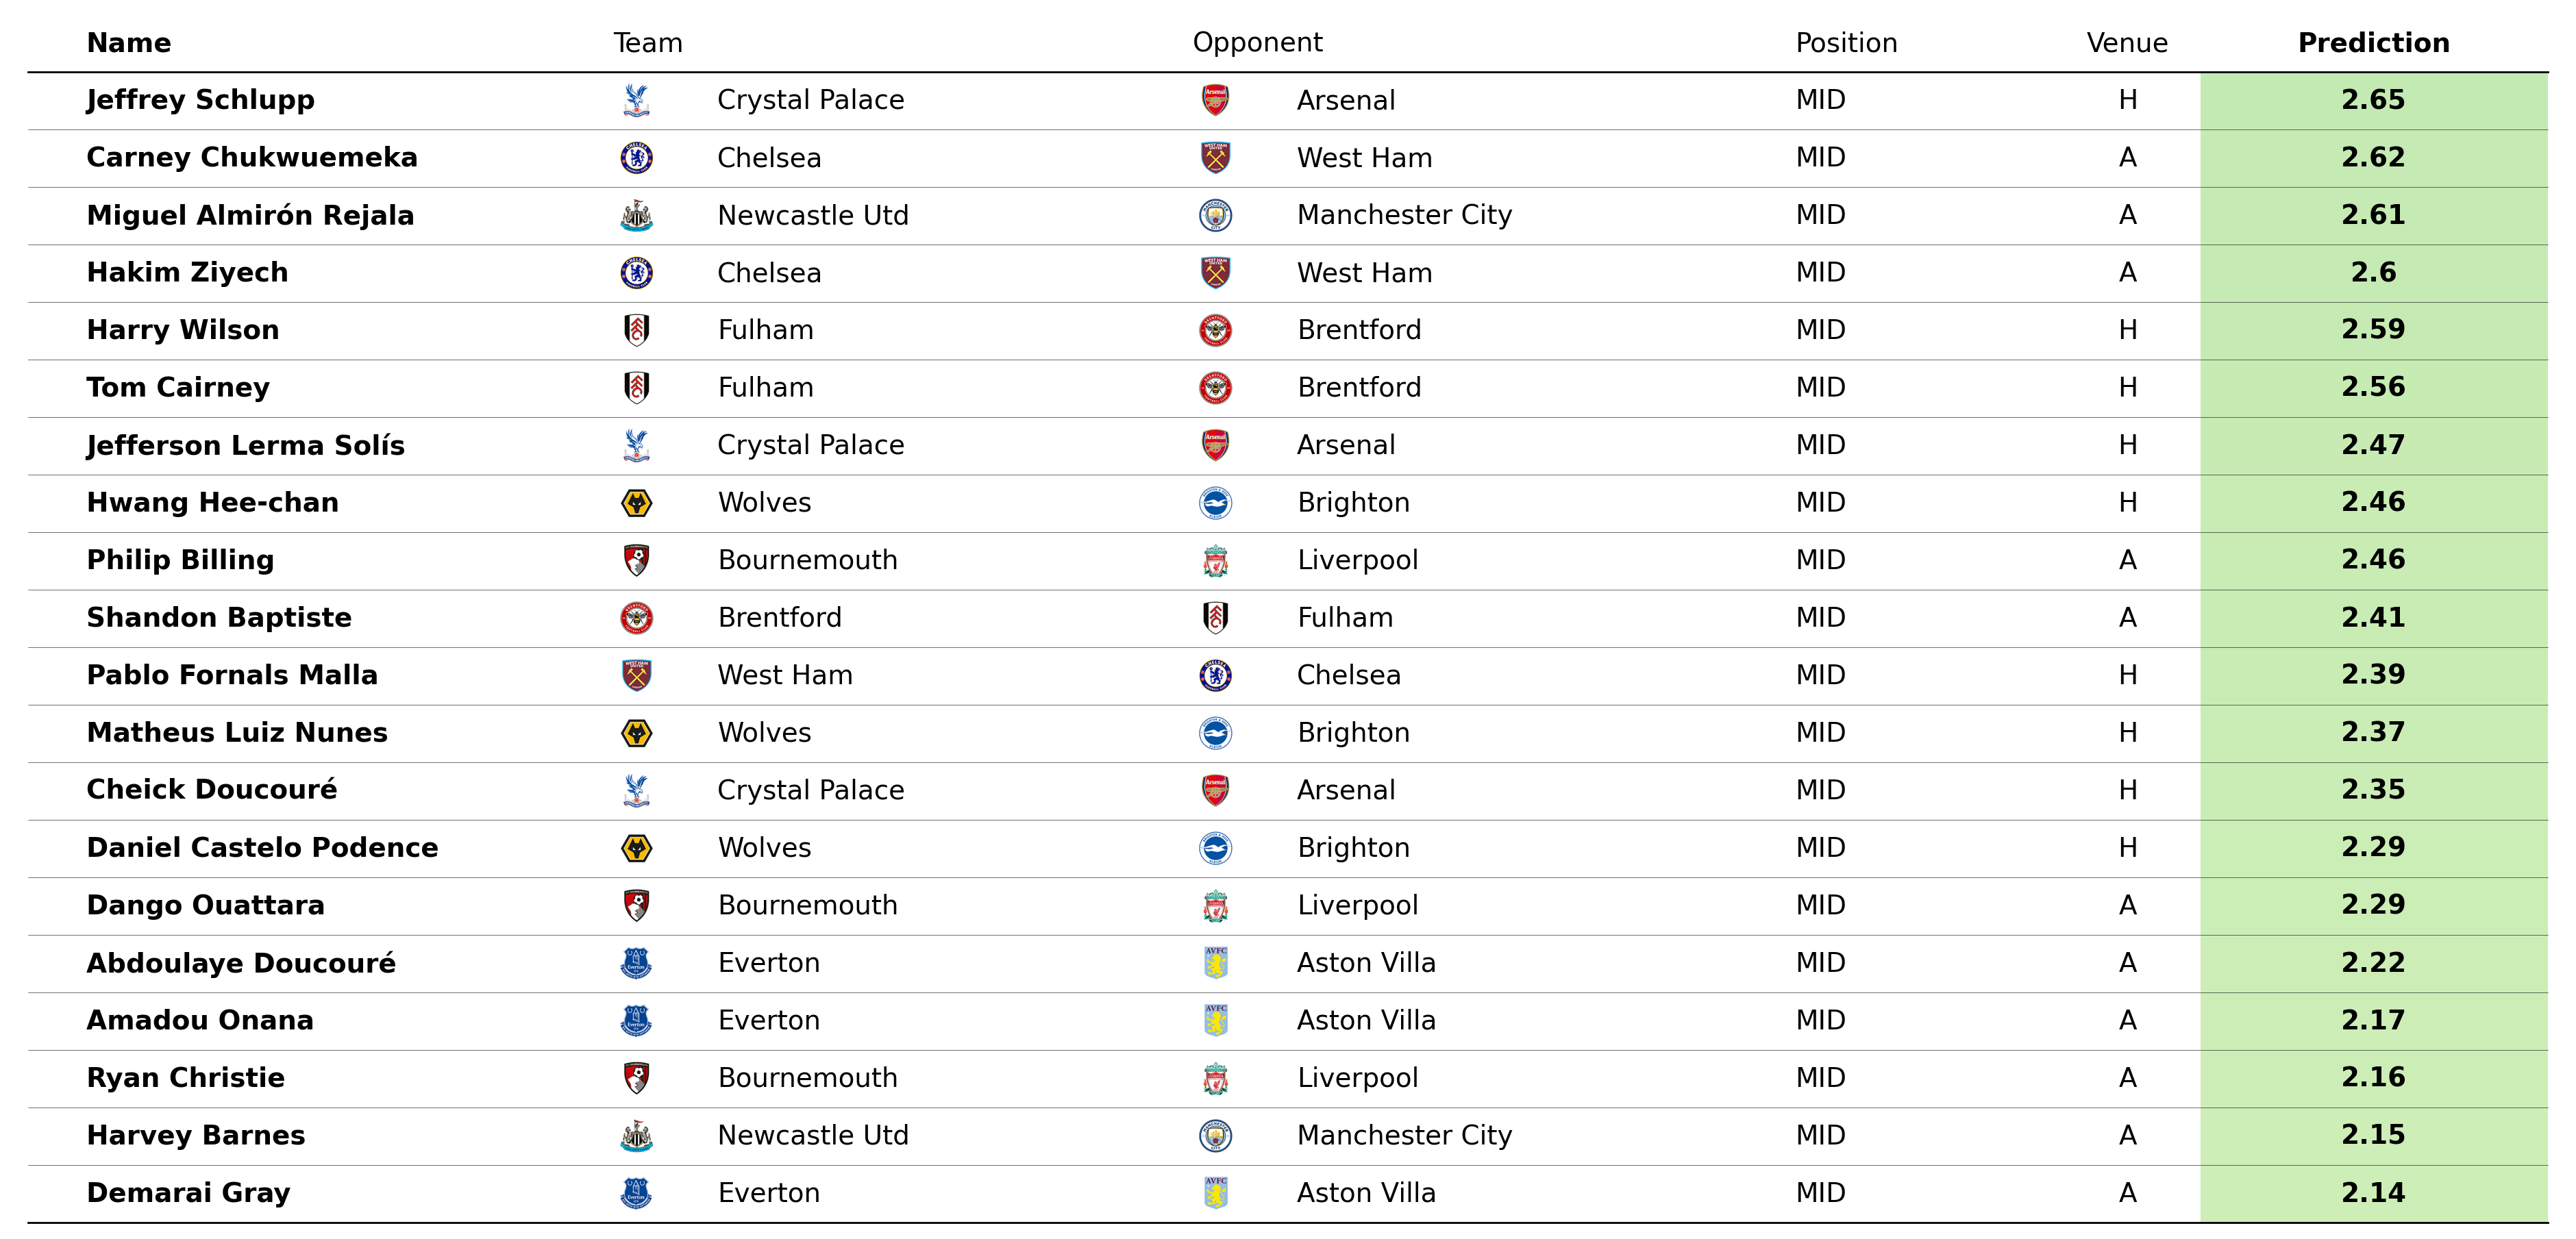 Name Team Opponent Position Venue Prediction
Jeffrey Schlupp Crystal Palace Arsenal MID H 2.65
Carney Chukwuemeka Chelsea West Ham MID A 2.62
Miguel Almirón Rejala Newcastle Utd Manchester City MID A 2.61
Hakim Ziyech Chelsea West Ham MID A 2.6
Harry Wilson Fulham Brentford MID H 2.59
Tom Cairney Fulham Brentford MID H 2.56
Jefferson Lerma Solís Crystal Palace Arsenal MID H 2.47
Hwang Hee-chan Wolves Brighton MID H 2.46
Philip Billing Bournemouth Liverpool MID A 2.46
Shandon Baptiste Brentford Fulham MID A 2.41
Pablo Fornals Malla West Ham Chelsea MID H 2.39
Matheus Luiz Nunes Wolves Brighton MID H 2.37
Cheick Doucouré Crystal Palace Arsenal MID H 2.35
Daniel Castelo Podence Wolves Brighton MID H 2.29
Dango Ouattara Bournemouth Liverpool MID A 2.29
Abdoulaye Doucouré Everton Aston Villa MID A 2.22
Amadou Onana Everton Aston Villa MID A 2.17
Ryan Christie Bournemouth Liverpool MID A 2.16
Harvey Barnes Newcastle Utd Manchester City MID A 2.15
Demarai Gray Everton Aston Villa MID A 2.14